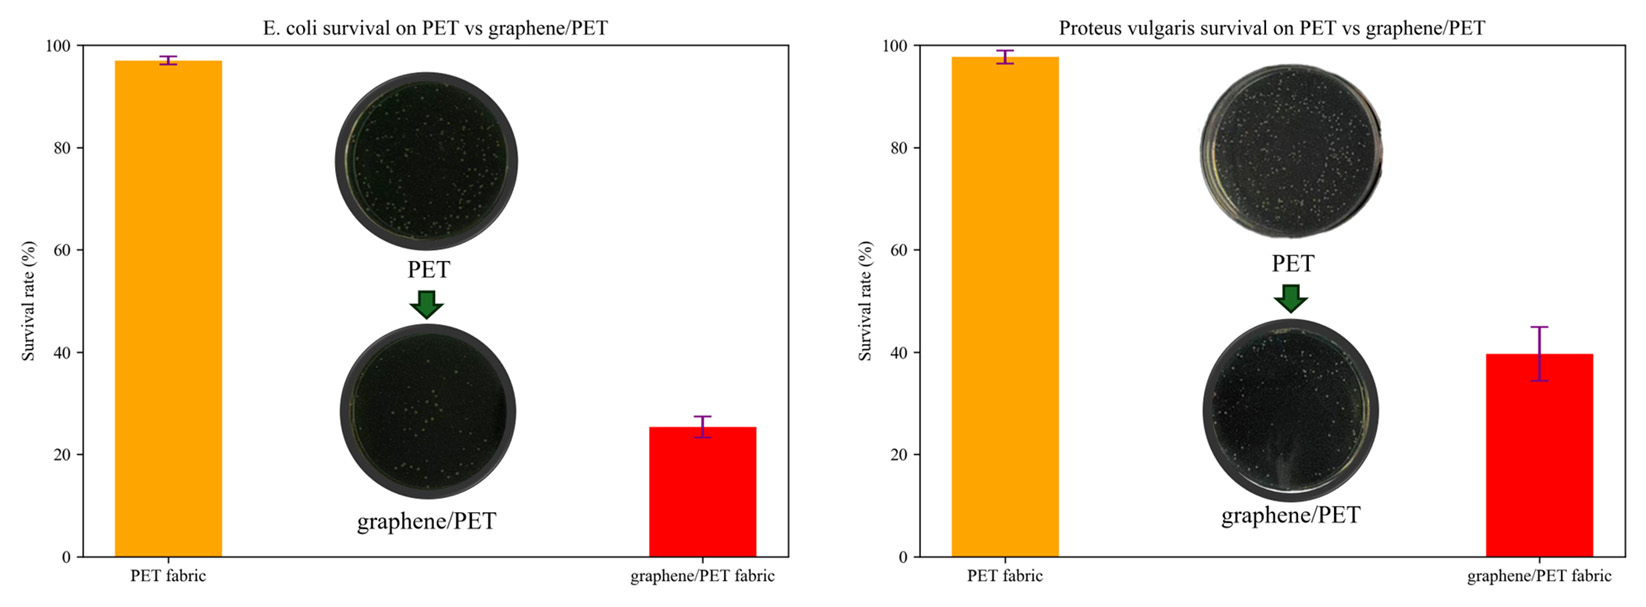 E. coli survival on PET vs graphene/PET
100
80
60
40
20
0
Survival rate (%)
PET
graphene/PET
PET fabric
graphene/PET fabric
Proteus vulgaris survival on PET vs graphene/PET
100
80
60
40
20
0
Survival rate (%)
PET
graphene/PET
PET fabric
graphene/PET fabric